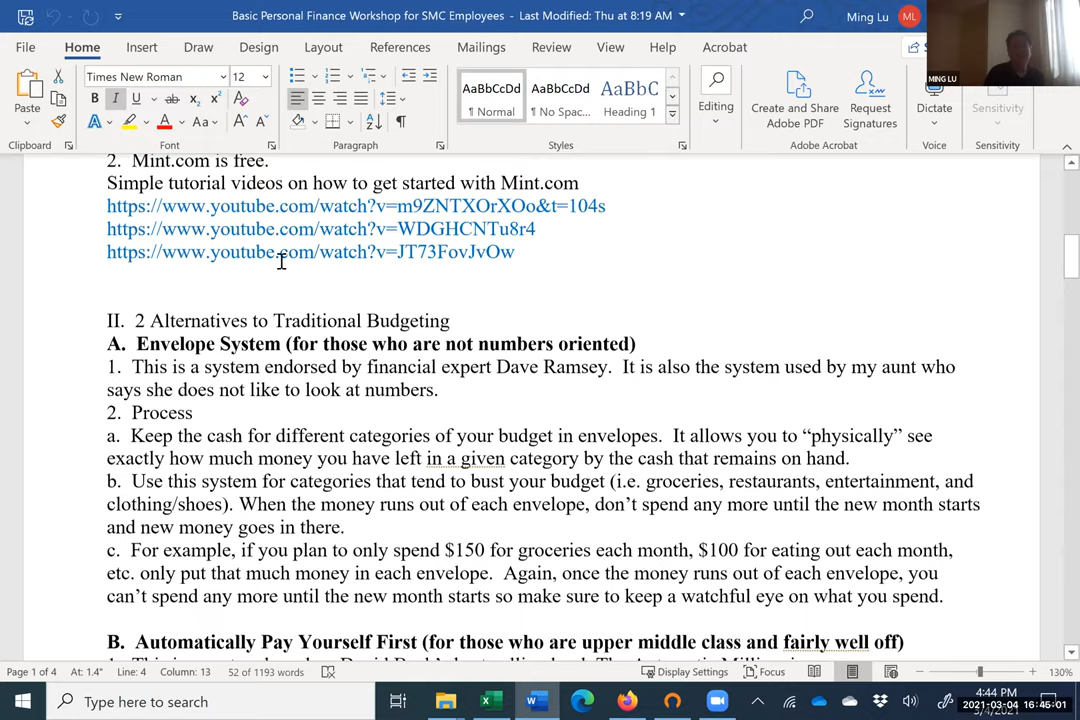 Basic Personal Finance Workshop for SMC Employees - Last Modified: Thu at 8:19 AM
Ming Lu
ML
MING LU
File Home Insert Draw Design Layout References Mailings Review View Help Acrobat
Times New Roman 12
Paste
AaBbCcDd AaBbCcDd AaBbC
¶ Normal ¶ No Spac... Heading 1
Editing
Create and Share Adobe PDF
Request Signatures
Dictate
Sensitivity
Clipboard Font Paragraph Styles Adobe Acrobat Voice Sensitivity
2. Mint.com is free.
Simple tutorial videos on how to get started with Mint.com
https://www.youtube.com/watch?v=m9ZNTXOrXOo&t=104s
https://www.youtube.com/watch?v=WDGHCNTu8r4
https://www.youtube.com/watch?v=JT73FovJvOw
II. 2 Alternatives to Traditional Budgeting
A. Envelope System (for those who are not numbers oriented)
1. This is a system endorsed by financial expert Dave Ramsey. It is also the system used by my aunt who
says she does not like to look at numbers.
2. Process
a. Keep the cash for different categories of your budget in envelopes. It allows you to “physically” see
exactly how much money you have left in a given category by the cash that remains on hand.
b. Use this system for categories that tend to bust your budget (i.e. groceries, restaurants, entertainment, and
clothing/shoes). When the money runs out of each envelope, don’t spend any more until the new month starts
and new money goes in there.
c. For example, if you plan to only spend $150 for groceries each month, $100 for eating out each month,
etc. only put that much money in each envelope. Again, once the money runs out of each envelope, you
can’t spend any more until the new month starts so make sure to keep a watchful eye on what you spend.
B. Automatically Pay Yourself First (for those who are upper middle class and fairly well off)
Page 1 of 4 At: 1.4" Line: 4 Column: 13 52 of 1193 words Display Settings Focus 130%
Type here to search
4:44 PM
2021-03-04 16:45:01